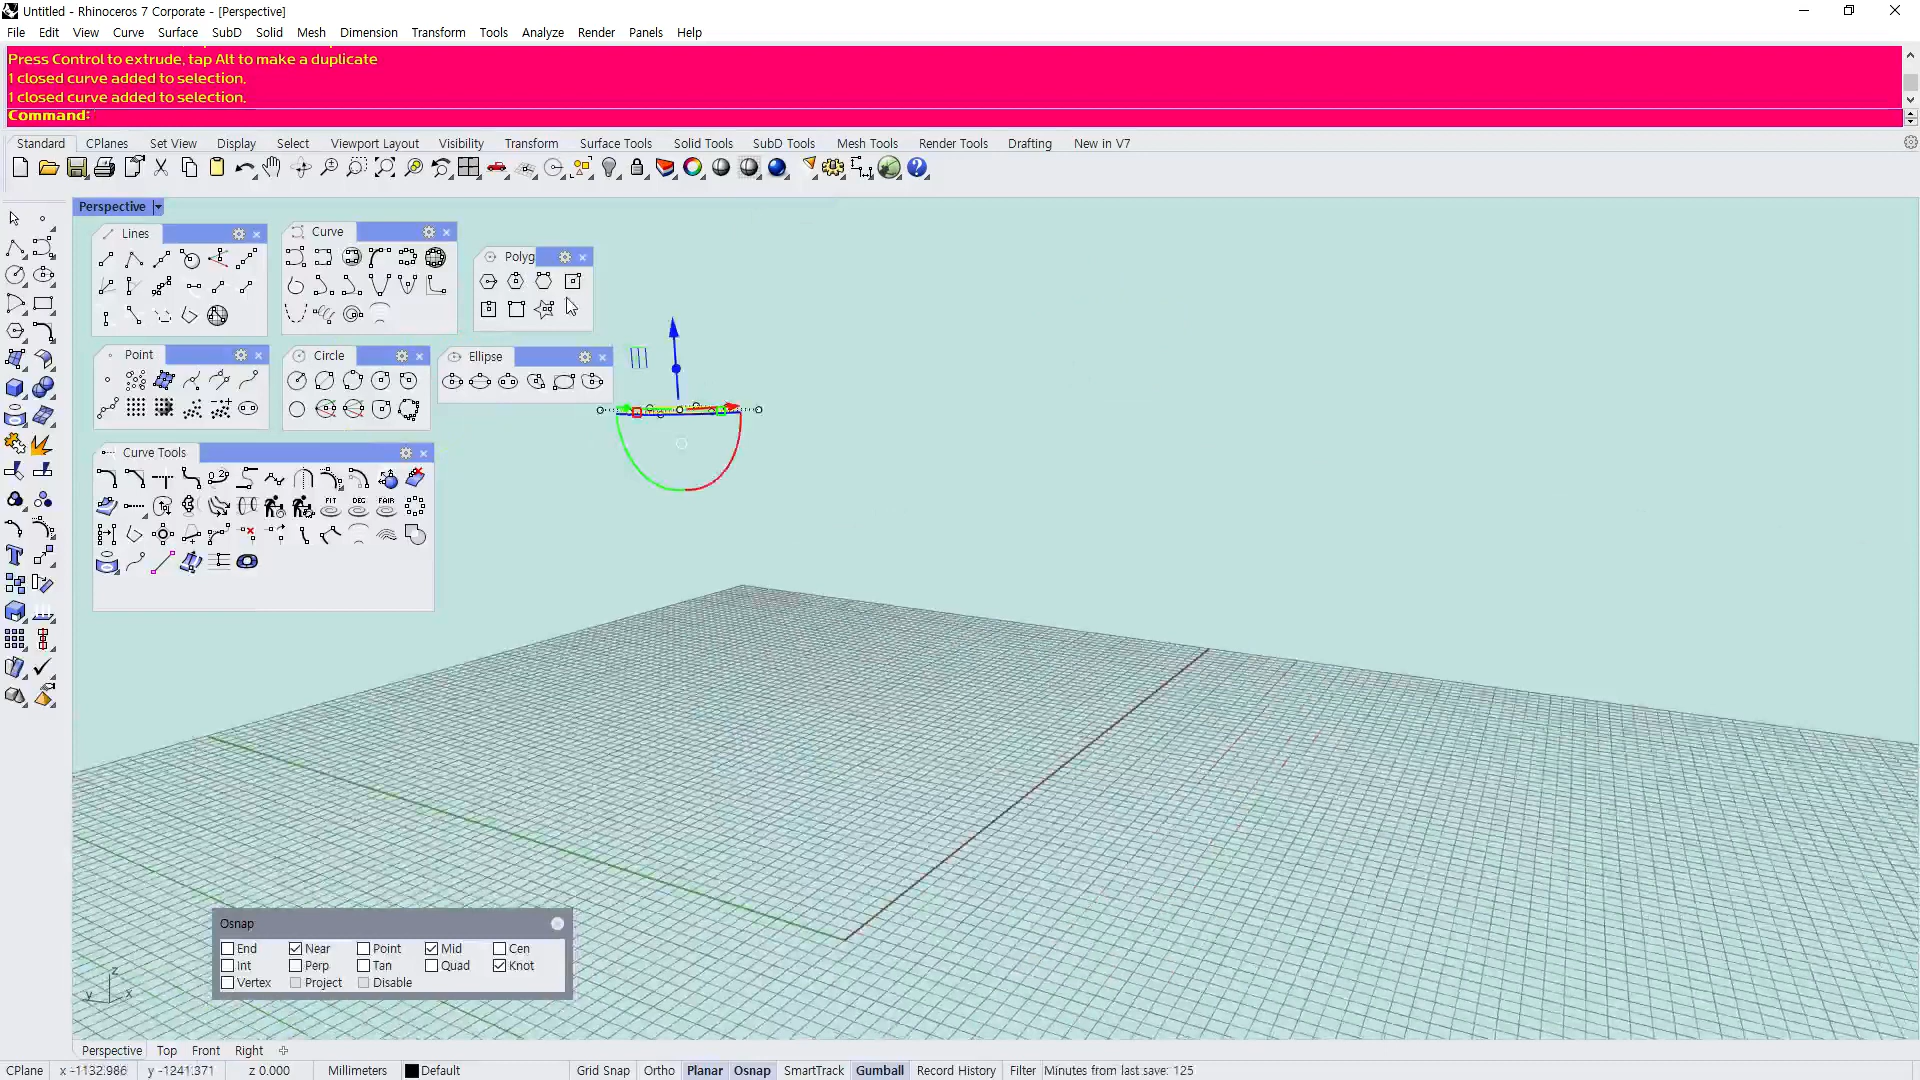 Untitled - Rhinoceros 7 Corporate - [Perspective]
File Edit View Curve Surface SubD Solid Mesh Dimension Transform Tools Analyze Render Panels Help
Press Control to extrude, tap Alt to make a duplicate
1 closed curve added to selection.
1 closed curve added to selection.
Command:
Standard CPlanes Set View Display Select Viewport Layout Visibility Transform Surface Tools Solid Tools SubD Tools Mesh Tools Render Tools Drafting New in V7
Perspective
Lines
Curve
Polyg
Point
Circle
Ellipse
Curve Tools
FIT DEG FAIR
Osnap
End Near Point Mid Cen
Int Perp Tan Quad Knot
Vertex Project Disable
z
y x
Perspective Top Front Right
CPlane x -1132.986 y -1241.371 z 0.000 Millimeters Default Grid Snap Ortho Planar Osnap SmartTrack Gumball Record History Filter Minutes from last save: 125